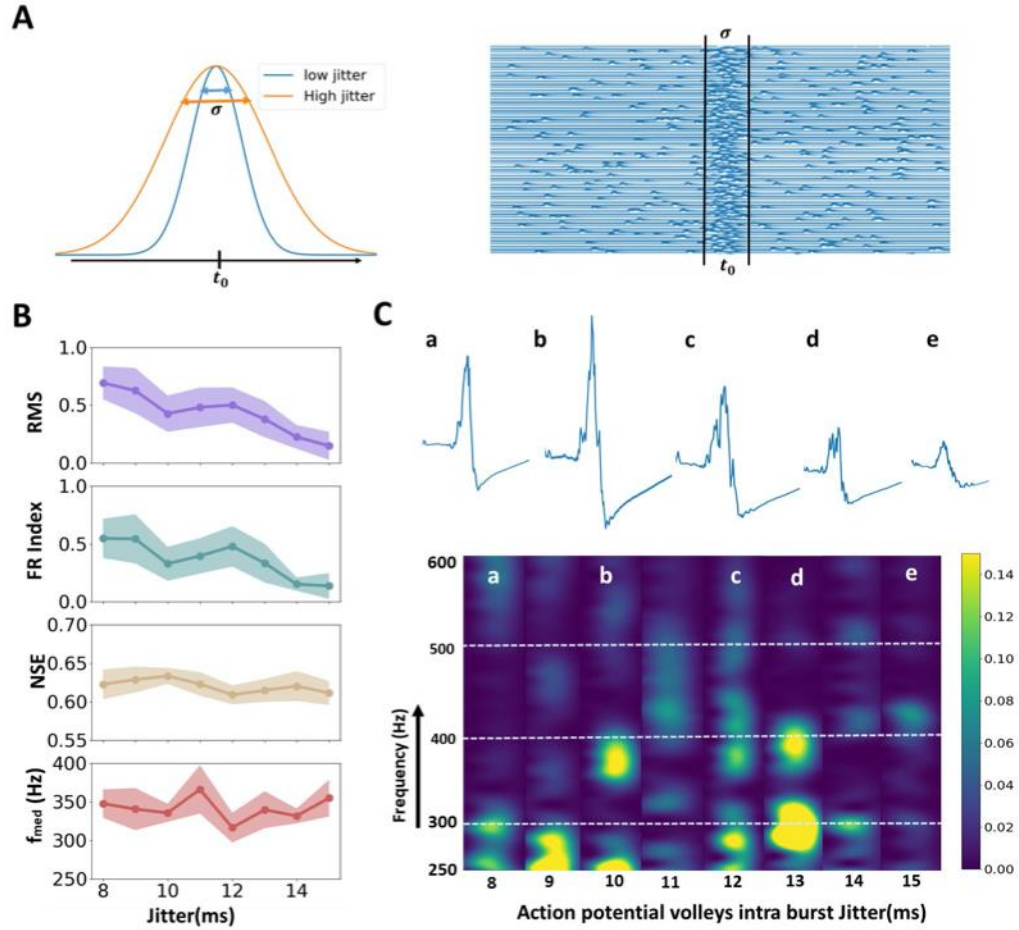 A
low jitter
High jitter
σ
t0
σ
t0
B
1.0
0.5
0.0
RMS
1.0
0.5
0.0
FR Index
0.70
0.65
0.60
0.55
NSE
400
350
300
250
fmed (Hz)
8 10 12 14
Jitter(ms)
C
a b c d e
a b c d e
600
500
400
300
250
Frequency (Hz)
8 9 10 11 12 13 14 15
Action potential volleys intra burst Jitter(ms)
0.14
0.12
0.10
0.08
0.06
0.04
0.02
0.00